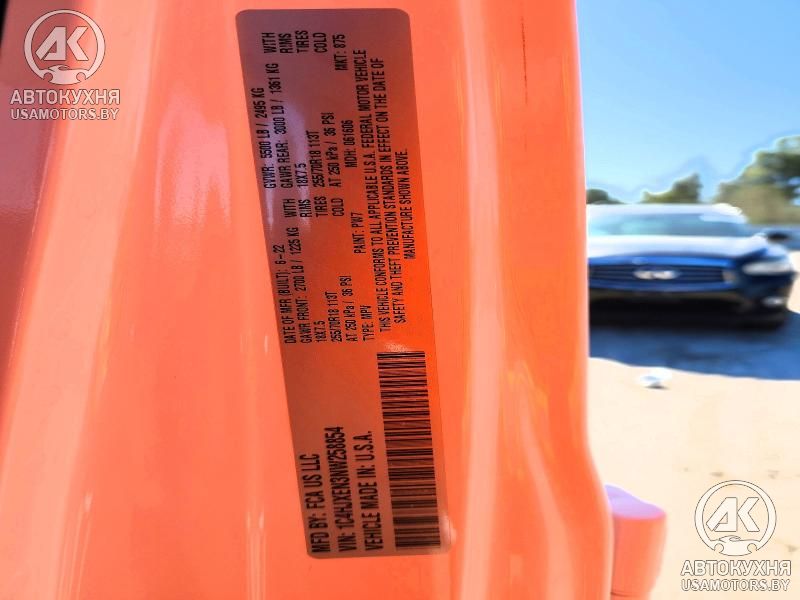 AK
АВТОКУХНЯ
USAMOTORS.BY
MFD BY: FCA US LLC
DATE OF MFR (BUILT): 6-22
GVWR: 5500 LB / 2495 KG
GAWR FRONT: 2700 LB / 1225 KG
WITH
GAWR REAR: 3000 LB / 1361 KG
WITH
18X7.5
RIMS
18X7.5
RIMS
255/70R18 113T
TIRES
255/70R18 113T
TIRES
AT 250 kPa / 36 PSI
COLD
AT 250 kPa / 36 PSI
COLD
VIN: 1C4HJXEN3NW258854
TYPE: MPV
PAINT: PW7
MDH: 061606
MKT: 875
VEHICLE MADE IN: U.S.A.
THIS VEHICLE CONFORMS TO ALL APPLICABLE U.S.A. FEDERAL MOTOR VEHICLE
SAFETY AND THEFT PREVENTION STANDARDS IN EFFECT ON THE DATE OF
MANUFACTURE SHOWN ABOVE.
AK
АВТОКУХНЯ
USAMOTORS.BY